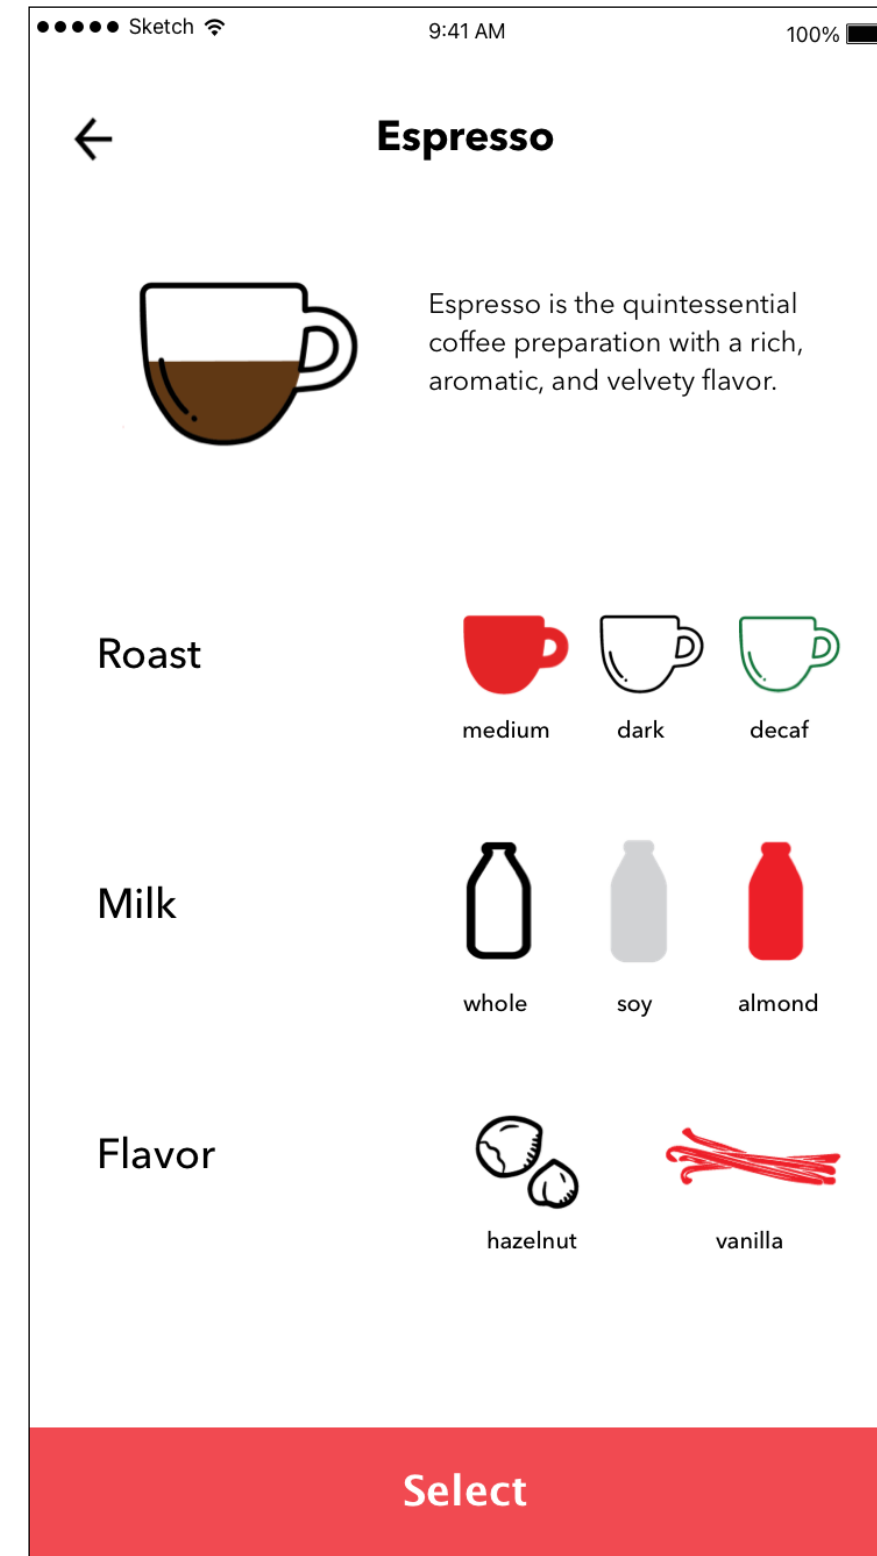 Sketch
9:41 AM
100%
Espresso
Espresso is the quintessential
coffee preparation with a rich,
aromatic, and velvety flavor.
Roast
medium dark decaf
Milk
whole soy almond
Flavor
hazelnut vanilla
Select